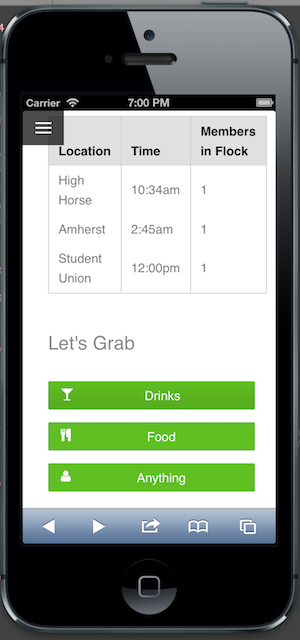 Carrier 7:00 PM
Members
Location Time in Flock
High
Horse 10:34am 1
Amherst 2:45am 1
Student
Union 12:00pm 1
Let's Grab
Drinks
Food
Anything